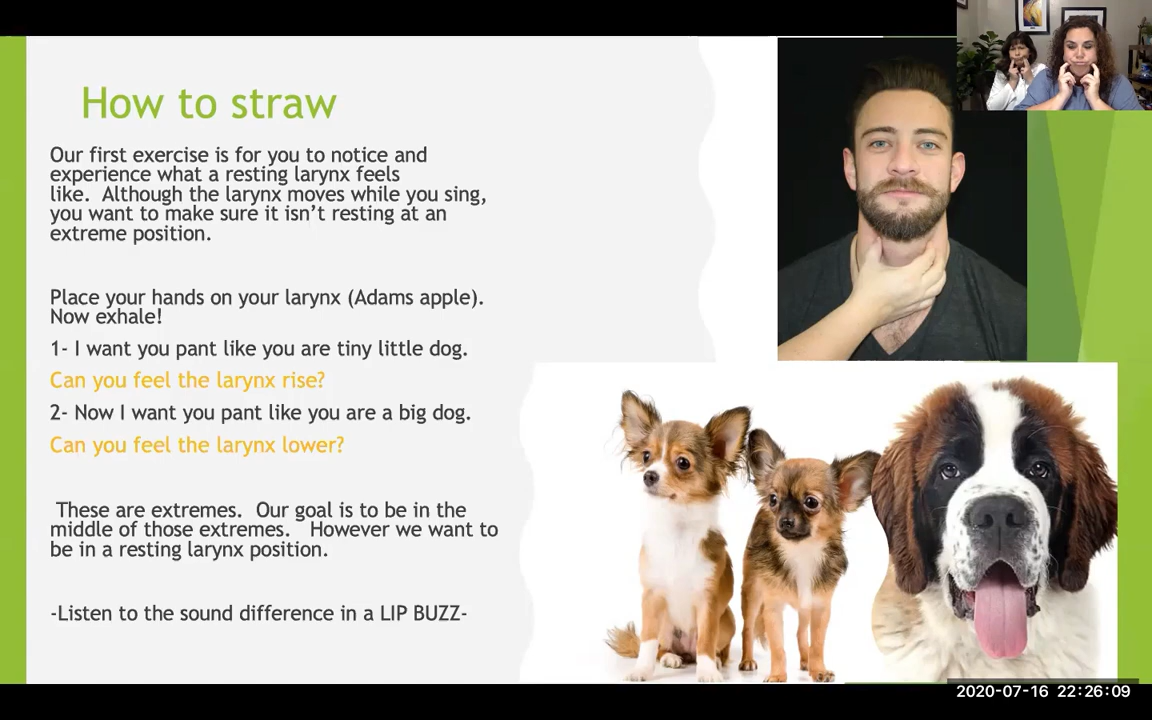 How to straw
Our first exercise is for you to notice and
experience what a resting larynx feels
like.  Although the larynx moves while you sing,
you want to make sure it isn’t resting at an
extreme position.
Place your hands on your larynx (Adams apple).
Now exhale!
1- I want you pant like you are tiny little dog.
Can you feel the larynx rise?
2- Now I want you pant like you are a big dog.
Can you feel the larynx lower?
These are extremes.  Our goal is to be in the
middle of those extremes.   However we want to
be in a resting larynx position.
-Listen to the sound difference in a LIP BUZZ-
2020-07-16 22:26:09